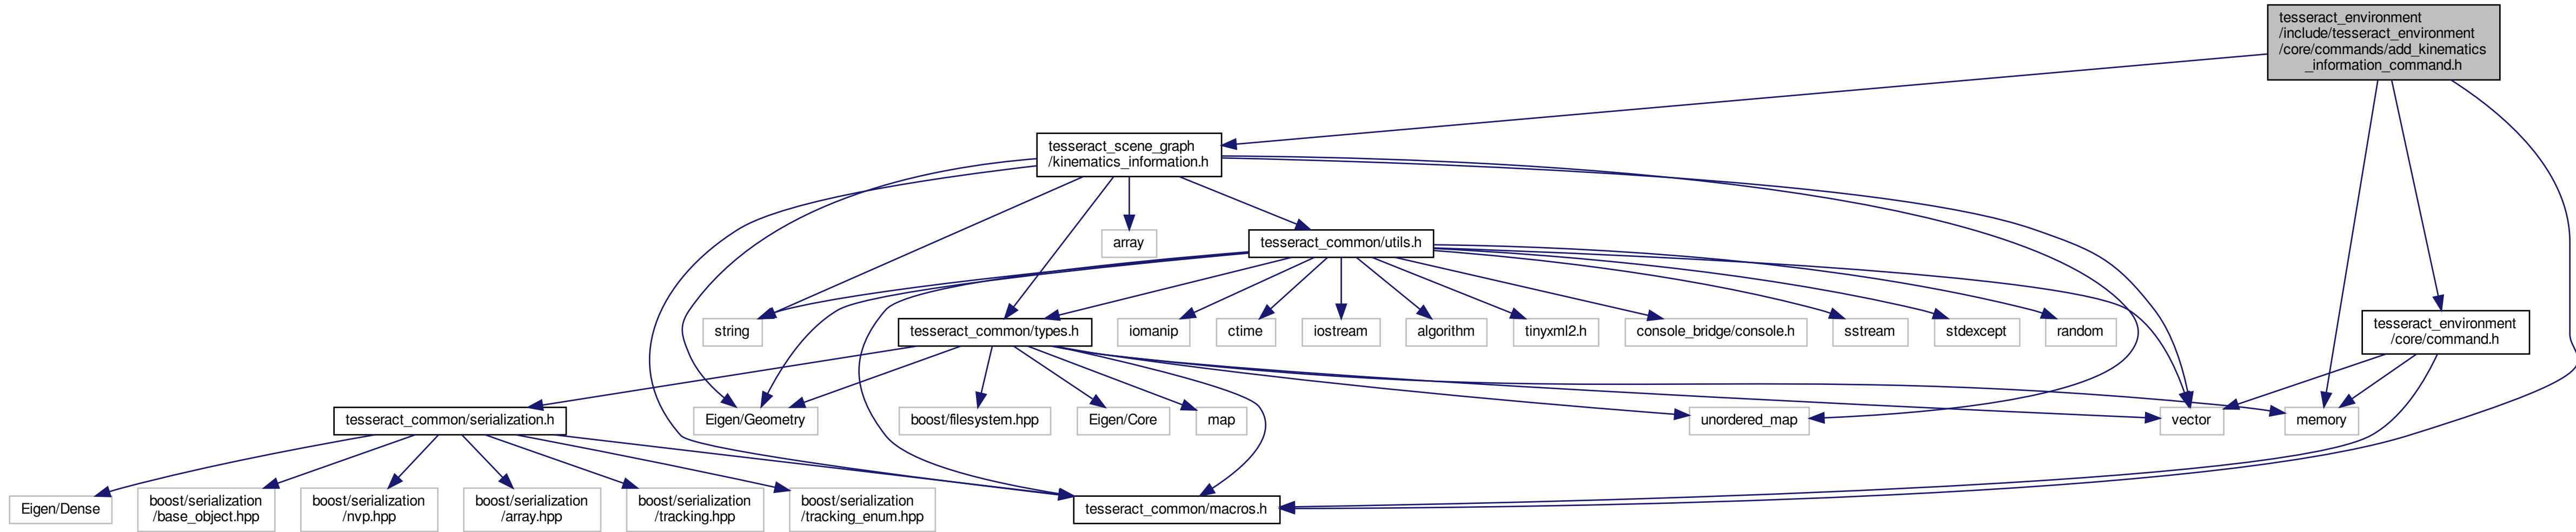 tesseract_environment
/include/tesseract_environment
/core/commands/add_kinematics
_information_command.h
tesseract_scene_graph
/kinematics_information.h
array
tesseract_common/utils.h
string
tesseract_common/types.h
iomanip
ctime
iostream
algorithm
tinyxml2.h
console_bridge/console.h
sstream
stdexcept
random
tesseract_environment
/core/command.h
tesseract_common/serialization.h
Eigen/Geometry
boost/filesystem.hpp
Eigen/Core
map
unordered_map
vector
memory
Eigen/Dense
boost/serialization
/base_object.hpp
boost/serialization
/nvp.hpp
boost/serialization
/array.hpp
boost/serialization
/tracking.hpp
boost/serialization
/tracking_enum.hpp
tesseract_common/macros.h